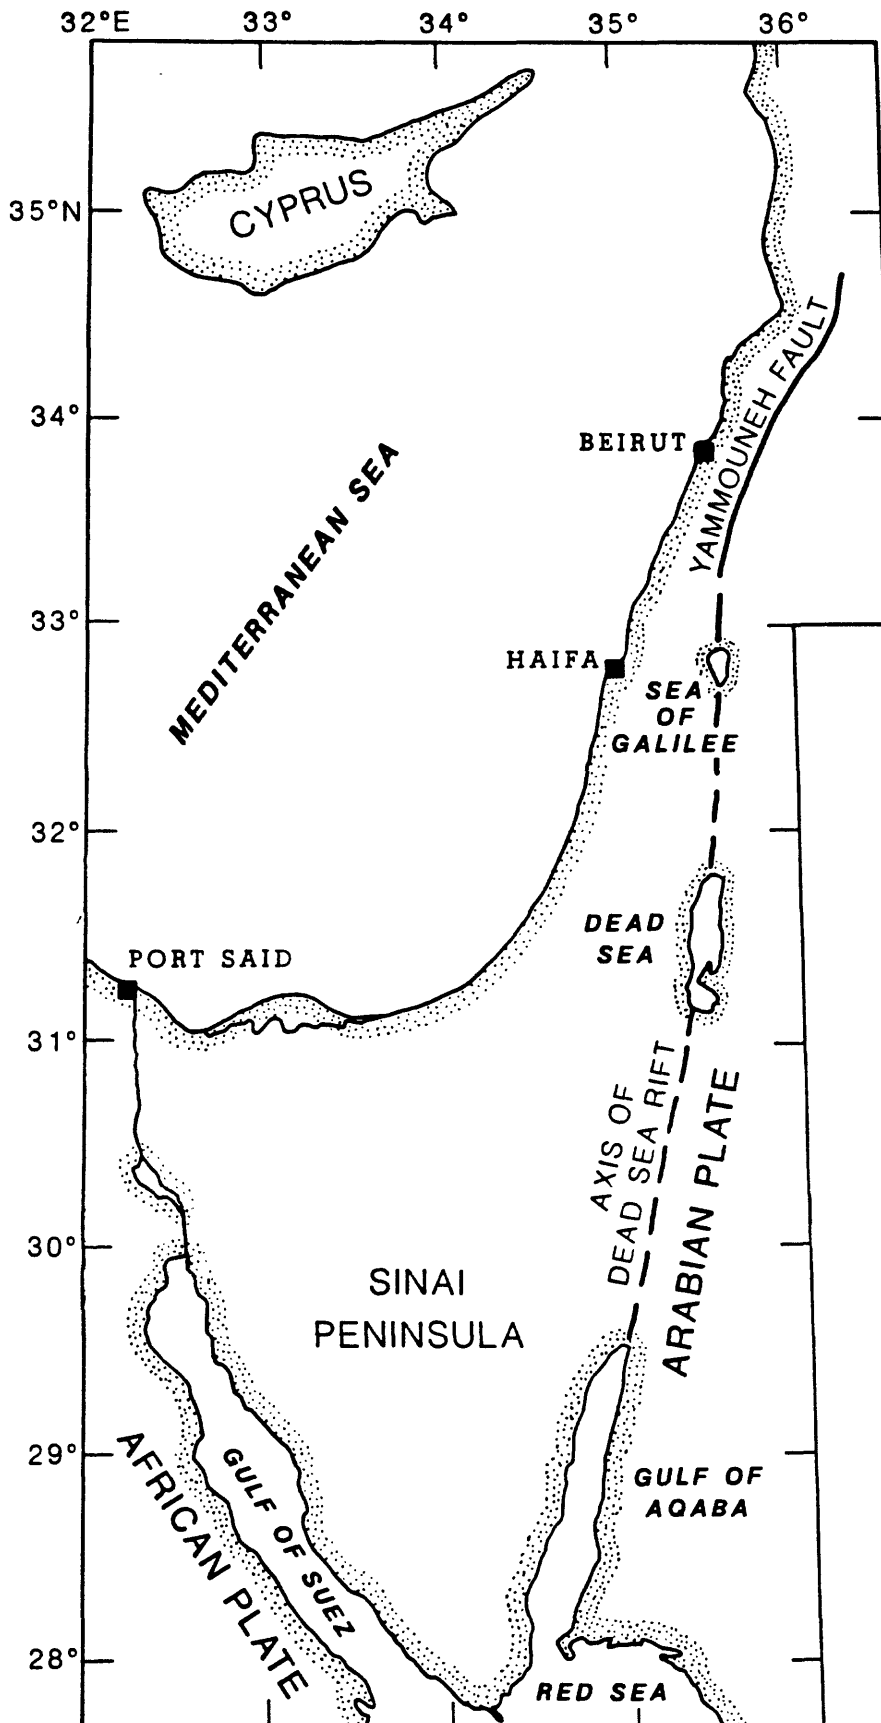 32°E 33° 34° 35° 36°
CYPRUS
35°N
YAMMOUNEH FAULT
34°
BEIRUT
MEDITERRANEAN SEA
33°
HAIFA
SEA
OF
GALILEE
32°
DEAD
SEA
PORT SAID
31°
AXIS OF
DEAD SEA RIFT
ARABIAN PLATE
30°
SINAI
PENINSULA
29°
AFRICAN PLATE
GULF OF SUEZ
GULF OF
AQABA
28°
RED SEA